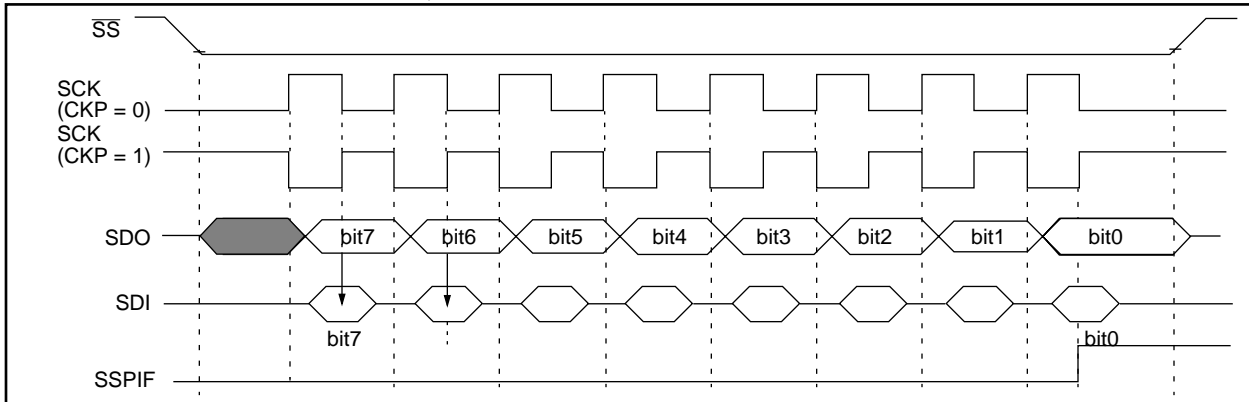 SS
SCK
(CKP = 0)
SCK
(CKP = 1)
SDO bit7 bit6 bit5 bit4 bit3 bit2 bit1 bit0
SDI
bit7 bit0
SSPIF